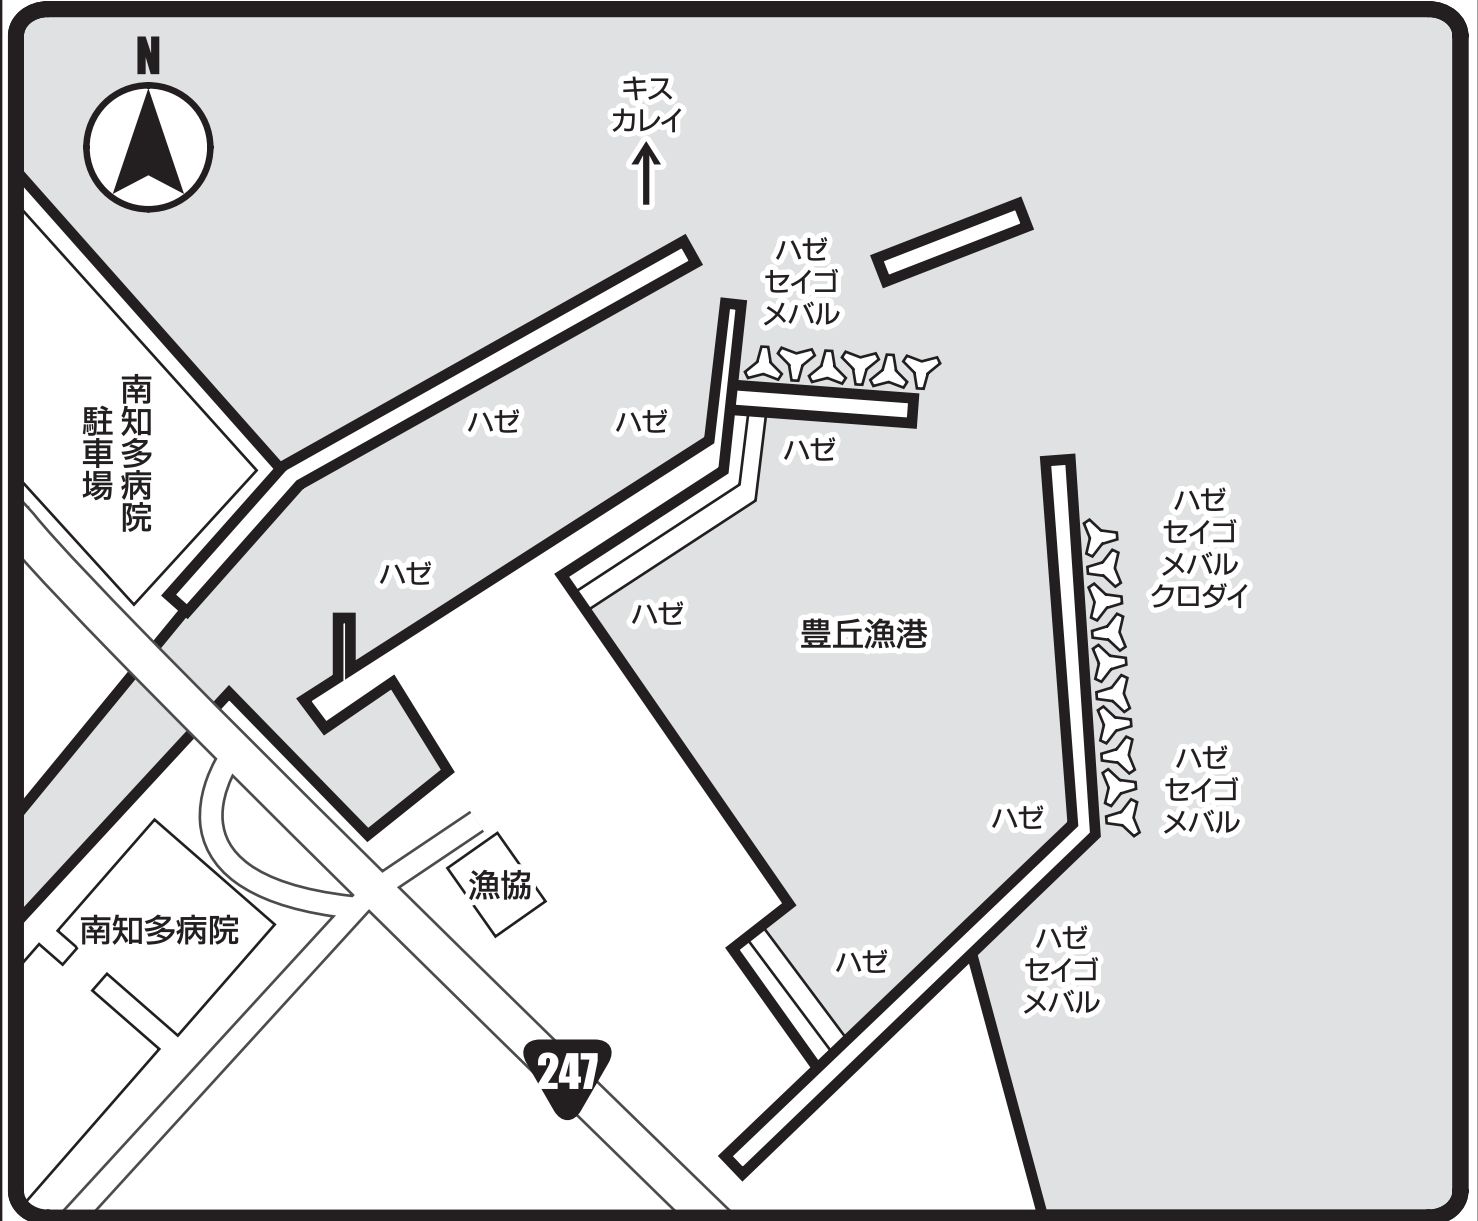 N
キス
カレイ
ハゼ
セイゴ
メバル
ハゼ
ハゼ
ハゼ
南知多病院
駐車場
ハゼ
セイゴ
メバル
クロダイ
ハゼ
ハゼ
豊丘漁港
ハゼ
セイゴ
メバル
ハゼ
漁協
南知多病院
ハゼ
ハゼ
セイゴ
メバル
247